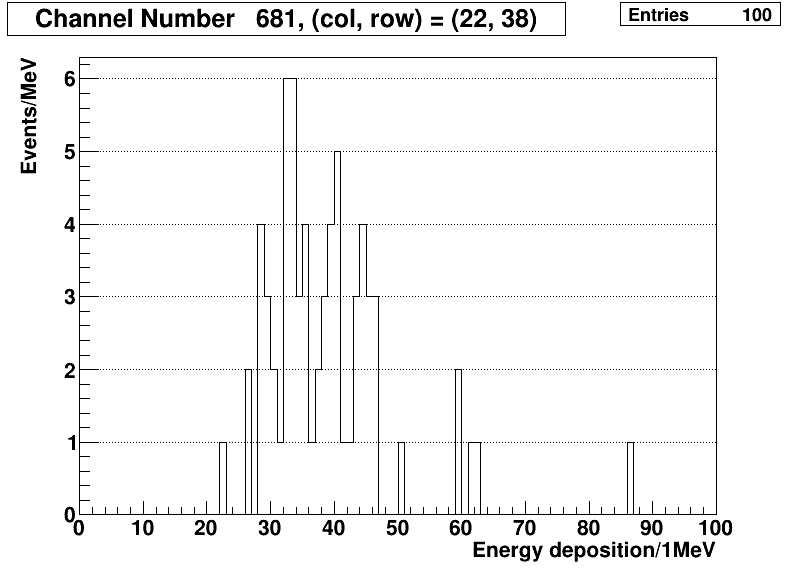 Channel Number 681, (col, row) = (22, 38)
Entries 100
Events/MeV
6
5
4
3
2
1
0
0 10 20 30 40 50 60 70 80 90 100
Energy deposition/1MeV